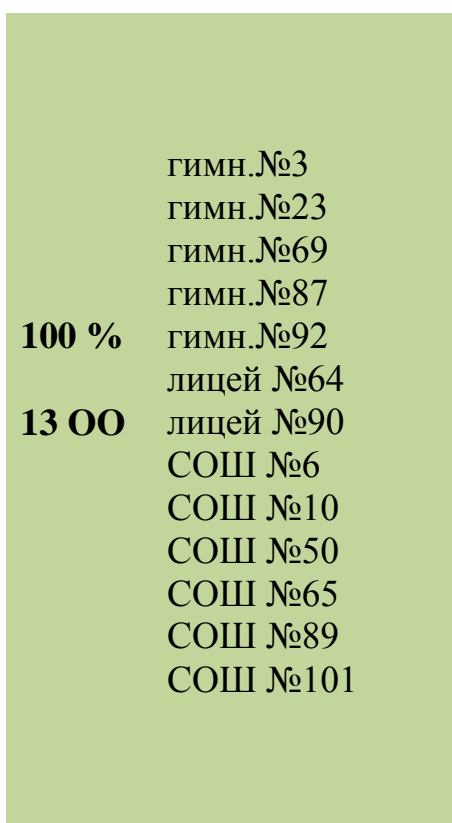 гимн.№3
гимн.№23
гимн.№69
гимн.№87
100 % гимн.№92
лицей №64
13 ОО лицей №90
СОШ №6
СОШ №10
СОШ №50
СОШ №65
СОШ №89
СОШ №101